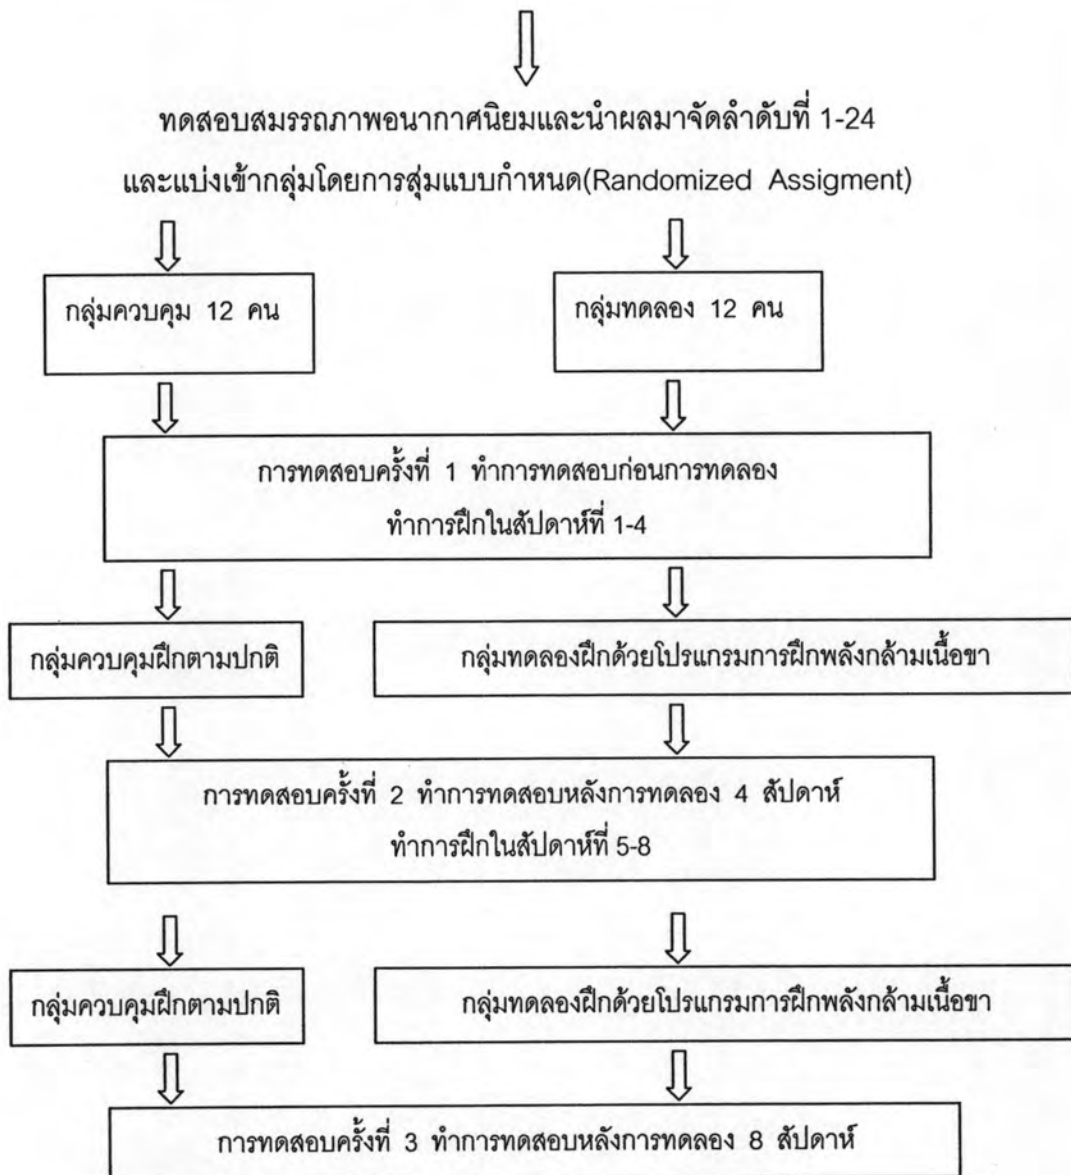 ทดสอบสมรรถภาพอนากาศนิยมและนำผลมาจัดลำดับที่ 1-24
และแบ่งเข้ากลุ่มโดยการสุ่มแบบกำหนด(Randomized Assigment)
กลุ่มควบคุม 12 คน
กลุ่มทดลอง 12 คน
การทดสอบครั้งที่ 1 ทำการทดสอบก่อนการทดลอง
ทำการฝึกในสัปดาห์ที่ 1-4
กลุ่มควบคุมฝึกตามปกติ
กลุ่มทดลองฝึกด้วยโปรแกรมการฝึกพลังกล้ามเนื้อขา
การทดสอบครั้งที่ 2 ทำการทดสอบหลังการทดลอง 4 สัปดาห์
ทำการฝึกในสัปดาห์ที่ 5-8
กลุ่มควบคุมฝึกตามปกติ
กลุ่มทดลองฝึกด้วยโปรแกรมการฝึกพลังกล้ามเนื้อขา
การทดสอบครั้งที่ 3 ทำการทดสอบหลังการทดลอง 8 สัปดาห์